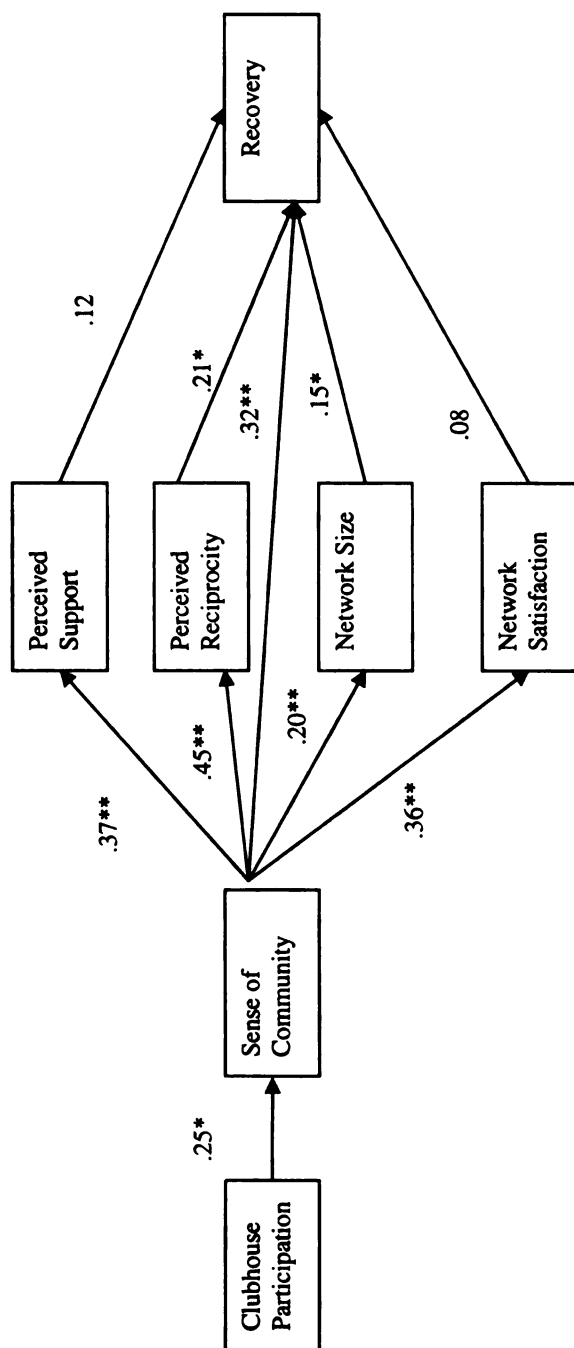 Clubhouse
Participation
.25*
Sense of
Community
.37**
.45**
.20**
.36**
Perceived
Support
Perceived
Reciprocity
Network Size
Network
Satisfaction
.12
.21*
.32**
.15*
.08
Recovery